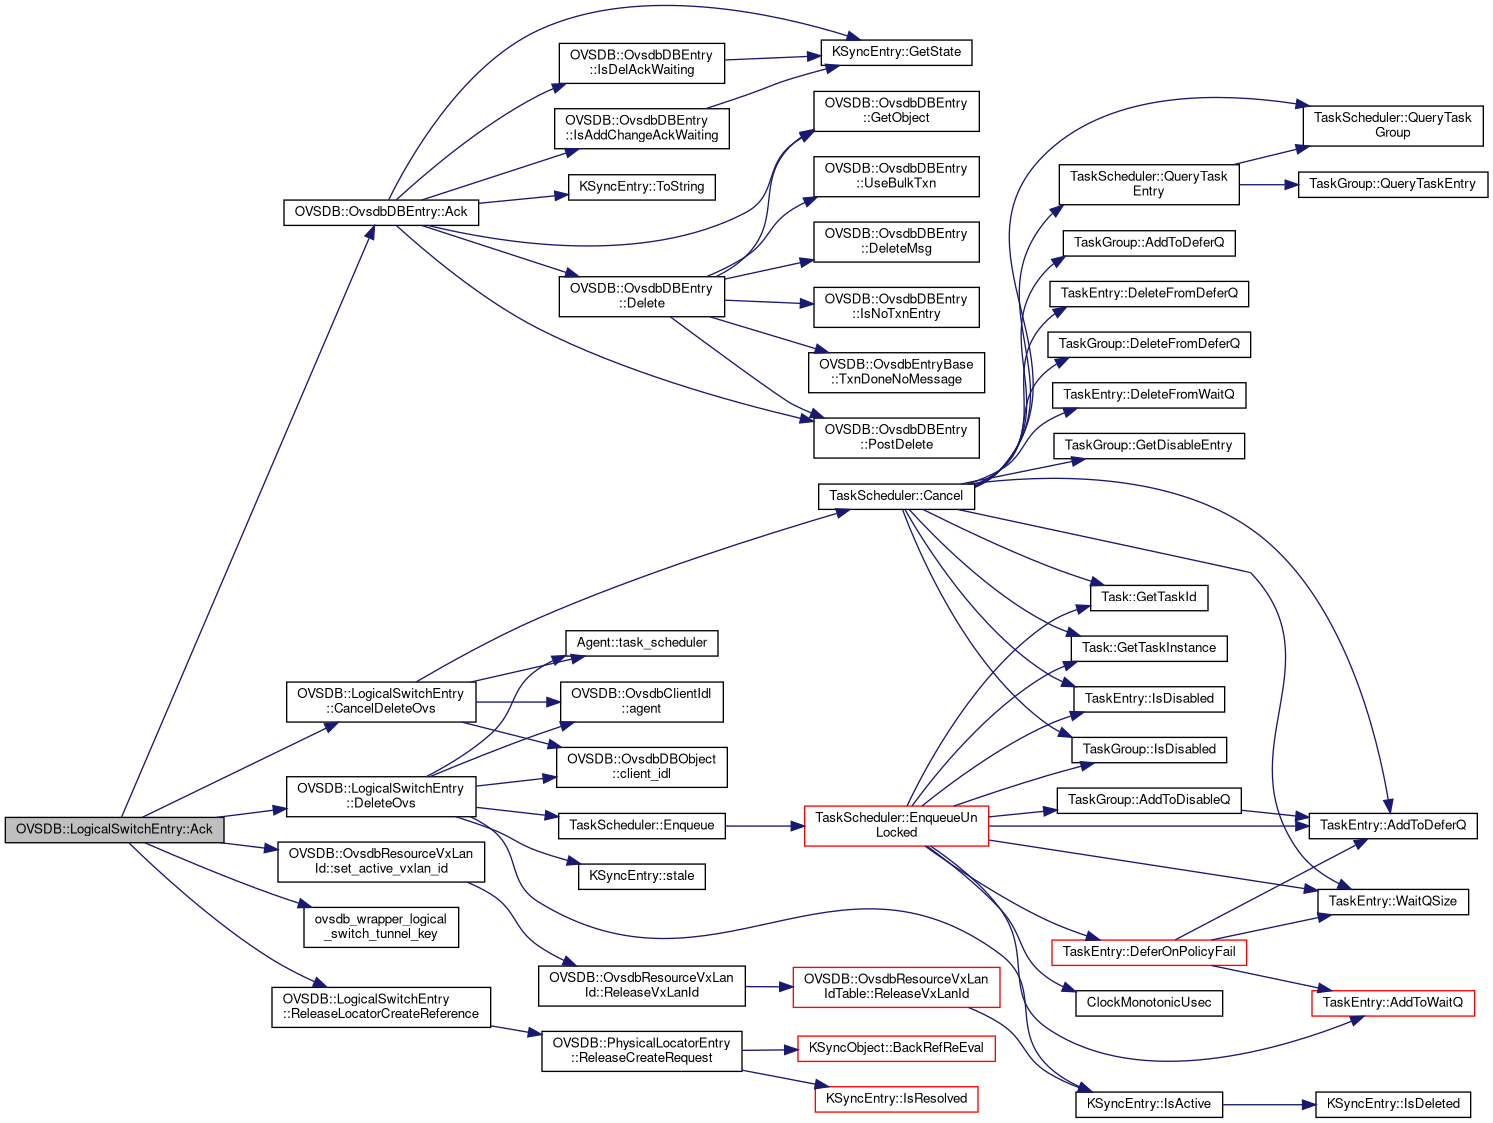 OVSDB::LogicalSwitchEntry::Ack
OVSDB::OvsdbDBEntry::Ack
OVSDB::LogicalSwitchEntry
::CancelDeleteOvs
OVSDB::LogicalSwitchEntry
::DeleteOvs
OVSDB::OvsdbResourceVxLan
Id::set_active_vxlan_id
ovsdb_wrapper_logical
_switch_tunnel_key
OVSDB::LogicalSwitchEntry
::ReleaseLocatorCreateReference
OVSDB::OvsdbDBEntry
::IsDelAckWaiting
OVSDB::OvsdbDBEntry
::IsAddChangeAckWaiting
KSyncEntry::ToString
OVSDB::OvsdbDBEntry
::Delete
Agent::task_scheduler
OVSDB::OvsdbClientIdl
::agent
OVSDB::OvsdbDBObject
::client_idl
TaskScheduler::Enqueue
KSyncEntry::stale
OVSDB::OvsdbResourceVxLan
Id::ReleaseVxLanId
OVSDB::PhysicalLocatorEntry
::ReleaseCreateRequest
KSyncEntry::GetState
OVSDB::OvsdbDBEntry
::GetObject
OVSDB::OvsdbDBEntry
::UseBulkTxn
OVSDB::OvsdbDBEntry
::DeleteMsg
OVSDB::OvsdbDBEntry
::IsNoTxnEntry
OVSDB::OvsdbEntryBase
::TxnDoneNoMessage
OVSDB::OvsdbDBEntry
::PostDelete
TaskScheduler::Cancel
TaskScheduler::EnqueueUn
Locked
OVSDB::OvsdbResourceVxLan
IdTable::ReleaseVxLanId
KSyncObject::BackRefReEval
KSyncEntry::IsResolved
TaskScheduler::QueryTask
Entry
TaskGroup::AddToDeferQ
TaskEntry::DeleteFromDeferQ
TaskGroup::DeleteFromDeferQ
TaskEntry::DeleteFromWaitQ
TaskGroup::GetDisableEntry
Task::GetTaskId
Task::GetTaskInstance
TaskEntry::IsDisabled
TaskGroup::IsDisabled
TaskGroup::AddToDisableQ
TaskEntry::DeferOnPolicyFail
ClockMonotonicUsec
KSyncEntry::IsActive
TaskScheduler::QueryTask
Group
TaskGroup::QueryTaskEntry
TaskEntry::AddToDeferQ
TaskEntry::WaitQSize
TaskEntry::AddToWaitQ
KSyncEntry::IsDeleted